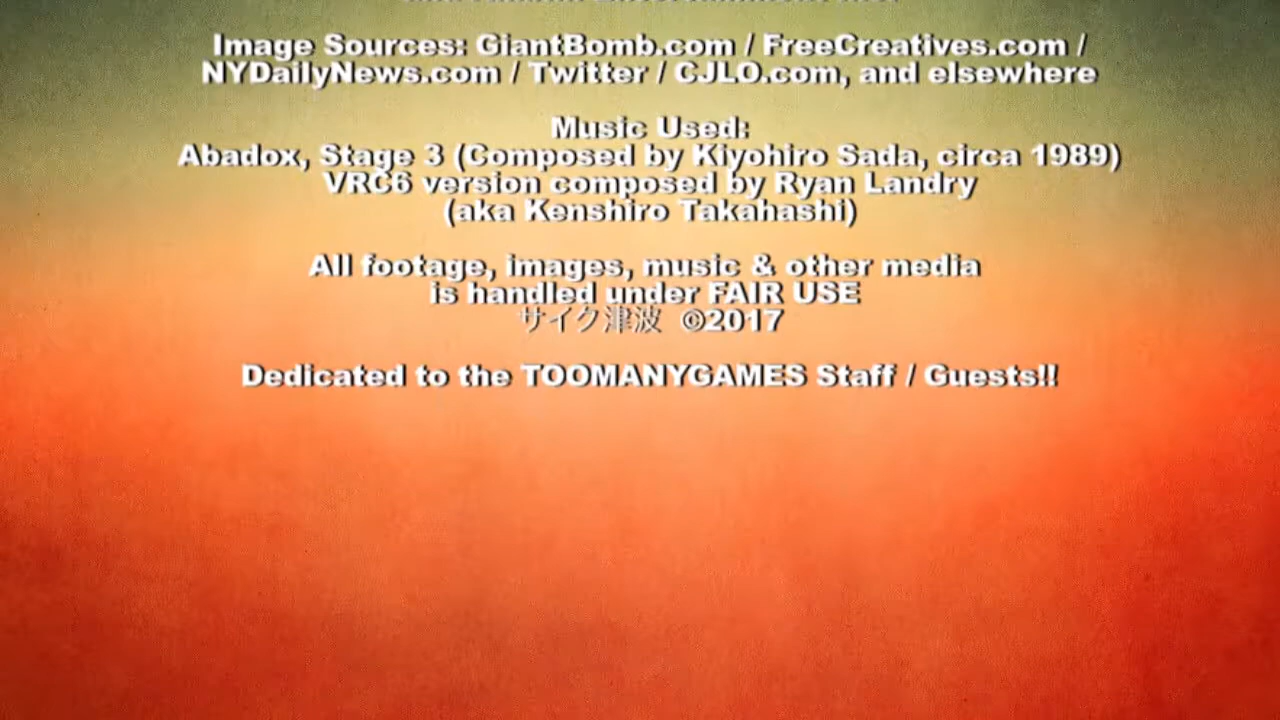 Image Sources: GiantBomb.com / FreeCreatives.com /
NYDailyNews.com / Twitter / CJLO.com, and elsewhere
Music Used:
Abadox, Stage 3 (Composed by Kiyohiro Sada, circa 1989)
VRC6 version composed by Ryan Landry
(aka Kenshiro Takahashi)
All footage, images, music & other media
is handled under FAIR USE
サイク津波 ©2017
Dedicated to the TOOMANYGAMES Staff / Guests!!